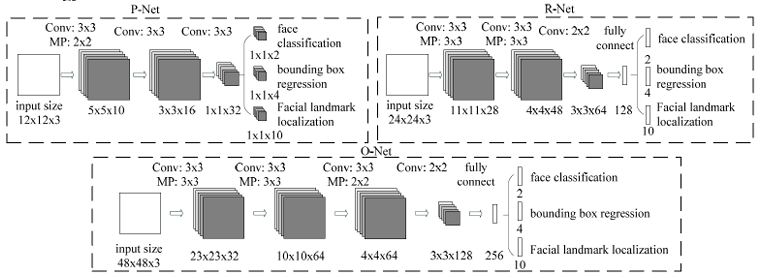 P-Net
Conv: 3x3
MP: 2x2
Conv: 3x3
Conv: 3x3
face
classification
1x1x2
bounding box
regression
1x1x4
Facial landmark
localization
1x1x10
input size
12x12x3
5x5x10
3x3x16
1x1x32
R-Net
Conv: 3x3
MP: 3x3
Conv: 3x3
MP: 3x3
Conv: 2x2
fully
connect
face classification
2
bounding box
regression
4
Facial landmark
localization
10
input size
24x24x3
11x11x28
4x4x48
3x3x64
128
O-Net
Conv: 3x3
MP: 3x3
Conv: 3x3
MP: 3x3
Conv: 3x3
MP: 2x2
Conv: 2x2
fully
connect
face classification
2
bounding box regression
4
Facial landmark localization
10
input size
48x48x3
23x23x32
10x10x64
4x4x64
3x3x128
256